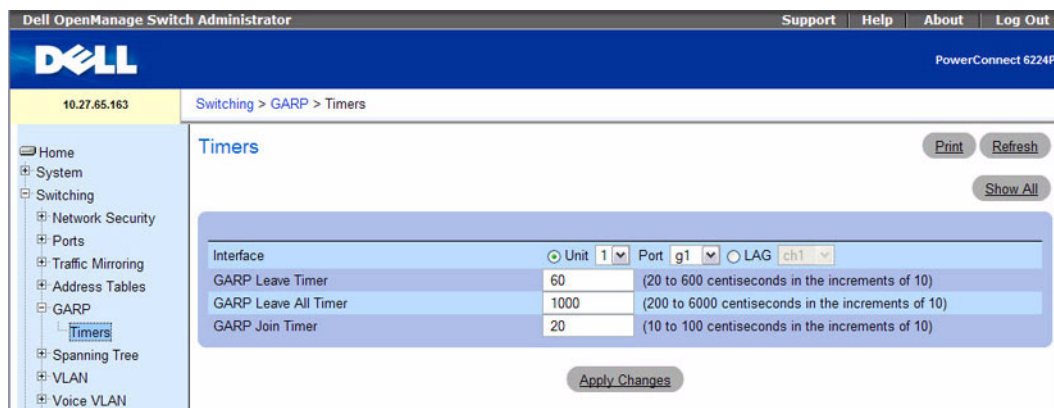 Dell OpenManage Switch Administrator
Support Help About Log Out
DELL
PowerConnect 6224P
10.27.65.163
Switching > GARP > Timers
Home
System
Switching
Network Security
Ports
Traffic Mirroring
Address Tables
GARP
Timers
Spanning Tree
VLAN
Voice VLAN
Timers
Print Refresh
Show All
Interface Unit 1 Port g1 LAG ch1
GARP Leave Timer 60 (20 to 600 centiseconds in the increments of 10)
GARP Leave All Timer 1000 (200 to 6000 centiseconds in the increments of 10)
GARP Join Timer 20 (10 to 100 centiseconds in the increments of 10)
Apply Changes